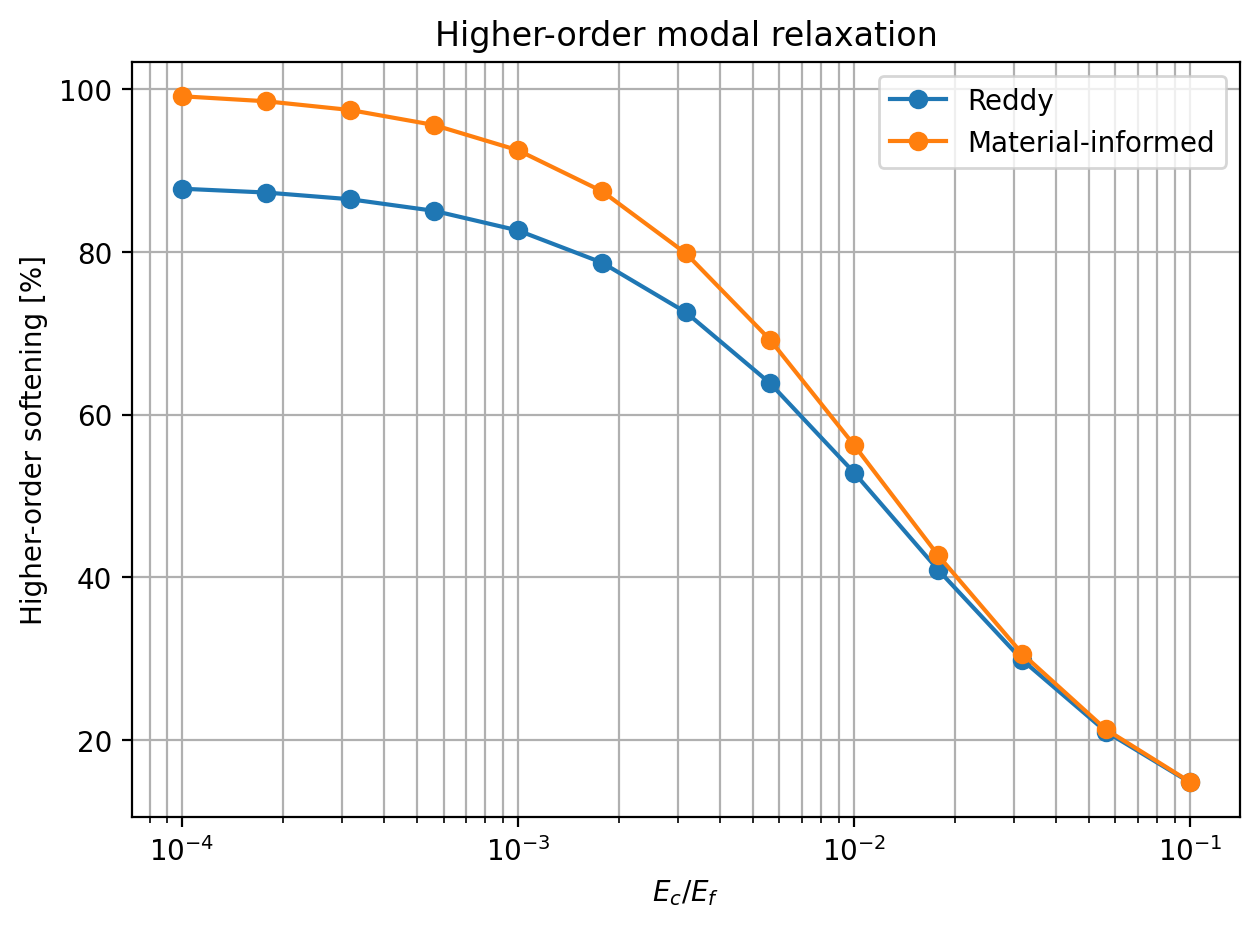 Higher-order modal relaxation
Higher-order softening [%]
100
80
60
40
20
Reddy
Material-informed
10⁻⁴
10⁻³
10⁻²
10⁻¹
E_c/E_f